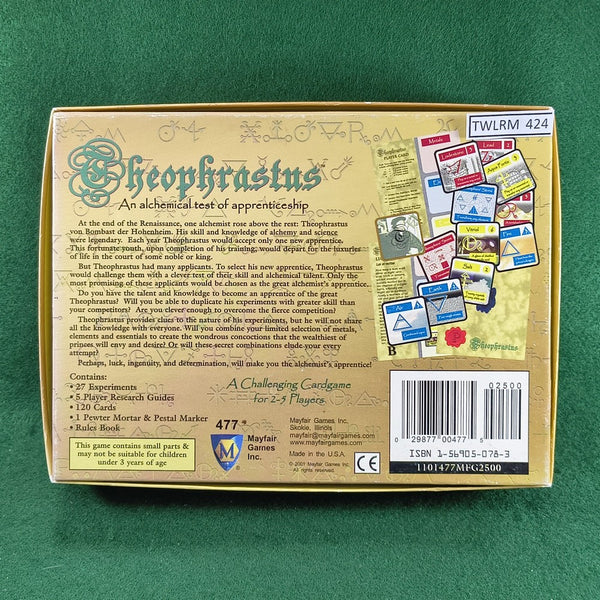 TWLRM 424
Theophrastus
An alchemical test of apprenticeship
At the end of the Renaissance, one alchemist rose above the rest: Theophrastus
von Bombast der Hohenheim. His skill and knowledge of alchemy and science
were legendary. Each year Theophrastus would accept only one new apprentice.
This fortunate youth, upon completion of his training, would depart for the luxuries
of life in the court of some noble or king.
But Theophrastus had many applicants. To select his new apprentice, Theophrastus
would challenge them with a clever test of their skill and alchemical talent. Only the
most promising of these applicants would be chosen as the great alchemist's apprentice.
Do you have the talent and knowledge to become an apprentice of the great
Theophrastus? Will you be able to duplicate his experiments with greater skill than your
competitors? Are you clever enough to overcome the fierce competition?
Theophrastus provides clues to the nature of his experiments, but he will not share
all the knowledge with everyone. Will you combine your limited selection of metals,
elements and essentials to create the wondrous concoctions that the wealthiest of
princes will envy and desire? Or will these secret combinations elude your every
attempt?
Perhaps, luck, ingenuity, and determination, will make you the alchemist's apprentice!
Contains:
• 27 Experiments
• 5 Player Research Guides
• 120 Cards
• 1 Pewter Mortar & Pestal Marker
• Rules Book
This game contains small parts &
may not be suitable for children
under 3 years of age
A Challenging Cardgame
for 2-5 Players
477
M
Mayfair
Games
Inc.
Mayfair Games Inc.
Skokie, Illinois
mayfair@mayfairgames.com
www.mayfairgames.com
Made in the U.S.A.
© 2001 Mayfair Games Inc.
All rights reserved.
CE
Theophrastus
PLAYER CARD
Metals
Lodestone 3
Lead 1
Aqua Fortis
Vitriol 4
Salt 2
Fire
Earth
Air
B
Theophrastus
02500
0 29877 00477 5
ISBN 1-56905-078-3
1101477MFG2500